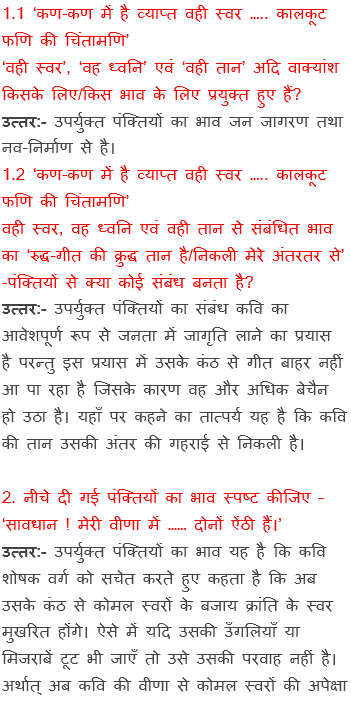 1.1 ‘कण-कण में है व्याप्त वही स्वर ….. कालकूट
फणि की चिंतामणि’
‘वही स्वर’, ‘वह ध्वनि’ एवं ‘वही तान’ अदि वाक्यांश
किसके लिए/किस भाव के लिए प्रयुक्त हुए हैं?
उत्तर:- उपर्युक्त पंक्तियों का भाव जन जागरण तथा
नव-निर्माण से है।
1.2 ‘कण-कण में है व्याप्त वही स्वर ….. कालकूट
फणि की चिंतामणि’
वही स्वर, वह ध्वनि एवं वही तान से संबंधित भाव
का ‘रुद्ध-गीत की क्रुद्ध तान है/निकली मेरे अंतरतर से’
-पंक्तियों से क्या कोई संबंध बनता है?
उत्तर:- उपर्युक्त पंक्तियों का संबंध कवि का
आवेशपूर्ण रूप से जनता में जागृति लाने का प्रयास
है परन्तु इस प्रयास में उसके कंठ से गीत बाहर नहीं
आ पा रहा है जिसके कारण वह और अधिक बेचैन
हो उठा है। यहाँ पर कहने का तात्पर्य यह है कि कवि
की तान उसकी अंतर की गहराई से निकली है।
2. नीचे दी गई पंक्तियों का भाव स्पष्ट कीजिए –
‘सावधान ! मेरी वीणा में …… दोनों ऐंठी हैं।’
उत्तर:- उपर्युक्त पंक्तियों का भाव यह है कि कवि
शोषक वर्ग को सचेत करते हुए कहता है कि अब
उसके कंठ से कोमल स्वरों के बजाय क्रांति के स्वर
मुखरित होंगे। ऐसे में यदि उसकी उँगलियाँ या
मिजराबें टूट भी जाएँ तो उसे उसकी परवाह नहीं है।
अर्थात् अब कवि की वीणा से कोमल स्वरों की अपेक्षा